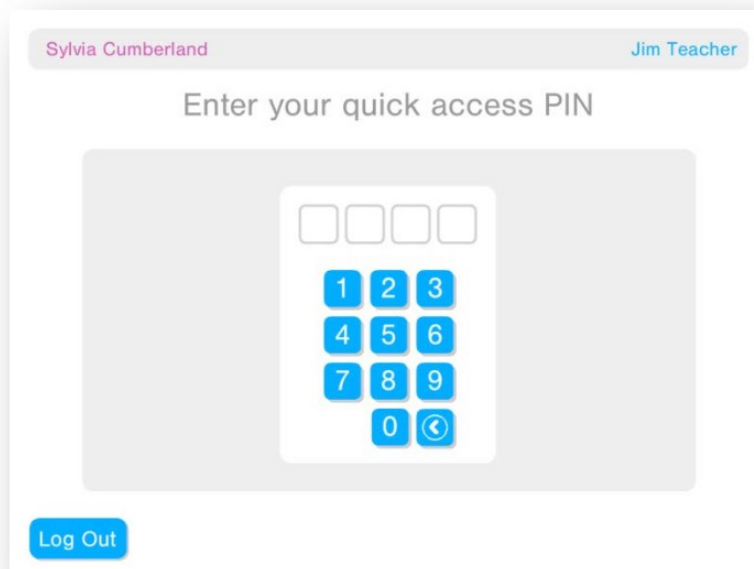 Sylvia Cumberland Jim Teacher
Enter your quick access PIN
1 2 3
4 5 6
7 8 9
0
Log Out